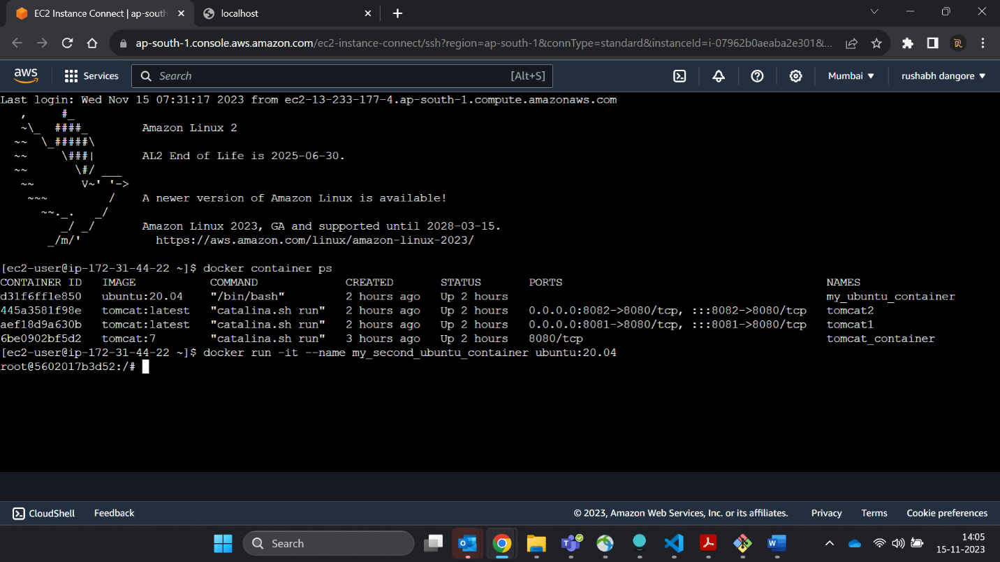 EC2 Instance Connect | ap-south
localhost
ap-south-1.console.aws.amazon.com/ec2-instance-connect/ssh?region=ap-south-1&connType=standard&instanceId=i-07962b0aeaba2e301&...
aws Services Search [Alt+S] Mumbai rushabh dangore
Last login: Wed Nov 15 07:31:17 2023 from ec2-13-233-177-4.ap-south-1.compute.amazonaws.com
   ,     #_
   ~\_  ####_        Amazon Linux 2
  ~~  \_#####\
  ~~     \###|       AL2 End of Life is 2025-06-30.
  ~~       \#/ ___
   ~~       V~' '->
    ~~~         /    A newer version of Amazon Linux is available!
      ~~._.   _/
         _/ _/       Amazon Linux 2023, GA and supported until 2028-03-15.
       _/m/'           https://aws.amazon.com/linux/amazon-linux-2023/
[ec2-user@ip-172-31-44-22 ~]$ docker container ps
CONTAINER ID   IMAGE           COMMAND             CREATED       STATUS       PORTS                                       NAMES
d31f6ff1e850   ubuntu:20.04    "/bin/bash"         2 hours ago   Up 2 hours                                               my_ubuntu_container
445a3581f98e   tomcat:latest   "catalina.sh run"   2 hours ago   Up 2 hours   0.0.0.0:8082->8080/tcp, :::8082->8080/tcp   tomcat2
aef18d9a630b   tomcat:latest   "catalina.sh run"   2 hours ago   Up 2 hours   0.0.0.0:8081->8080/tcp, :::8081->8080/tcp   tomcat1
6be0902bf5d2   tomcat:7        "catalina.sh run"   3 hours ago   Up 2 hours   8080/tcp                                    tomcat_container
[ec2-user@ip-172-31-44-22 ~]$ docker run -it --name my_second_ubuntu_container ubuntu:20.04
root@5602017b3d52:/#
CloudShell Feedback © 2023, Amazon Web Services, Inc. or its affiliates. Privacy Terms Cookie preferences
Search
14:05
15-11-2023